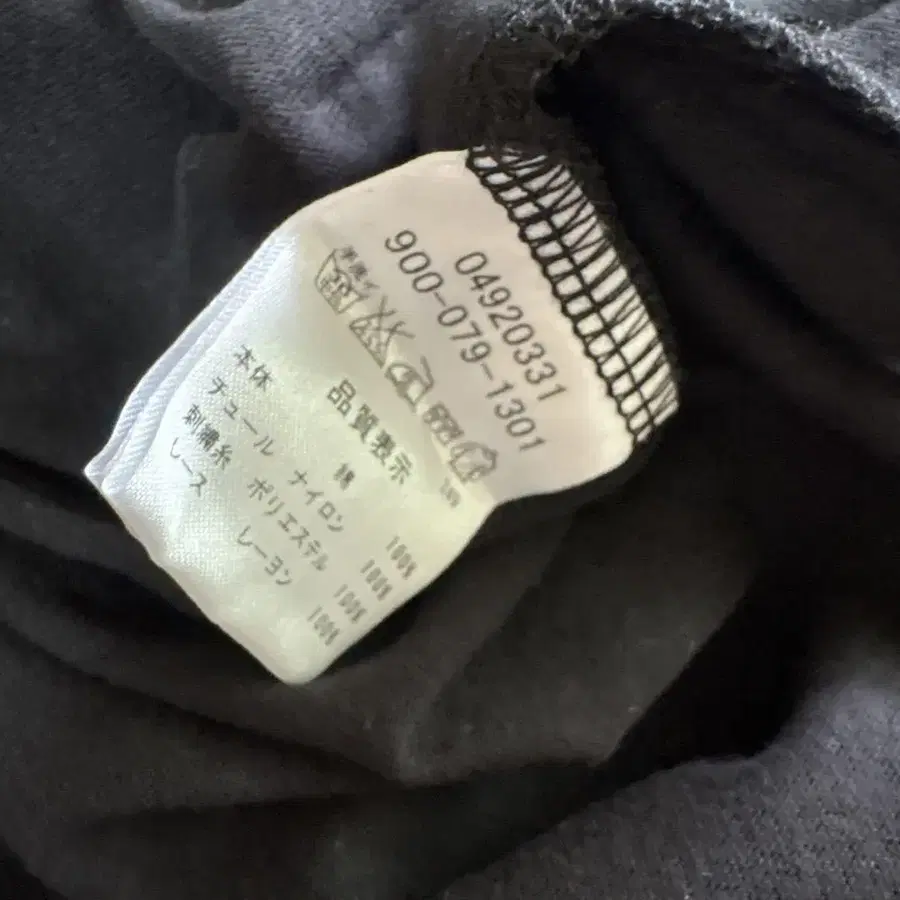 04920331
900-079-1301
品質表示
本体 綿 100%
チュール ナイロン 100%
刺繍糸 ポリエステル 100%
レース レーヨン 100%